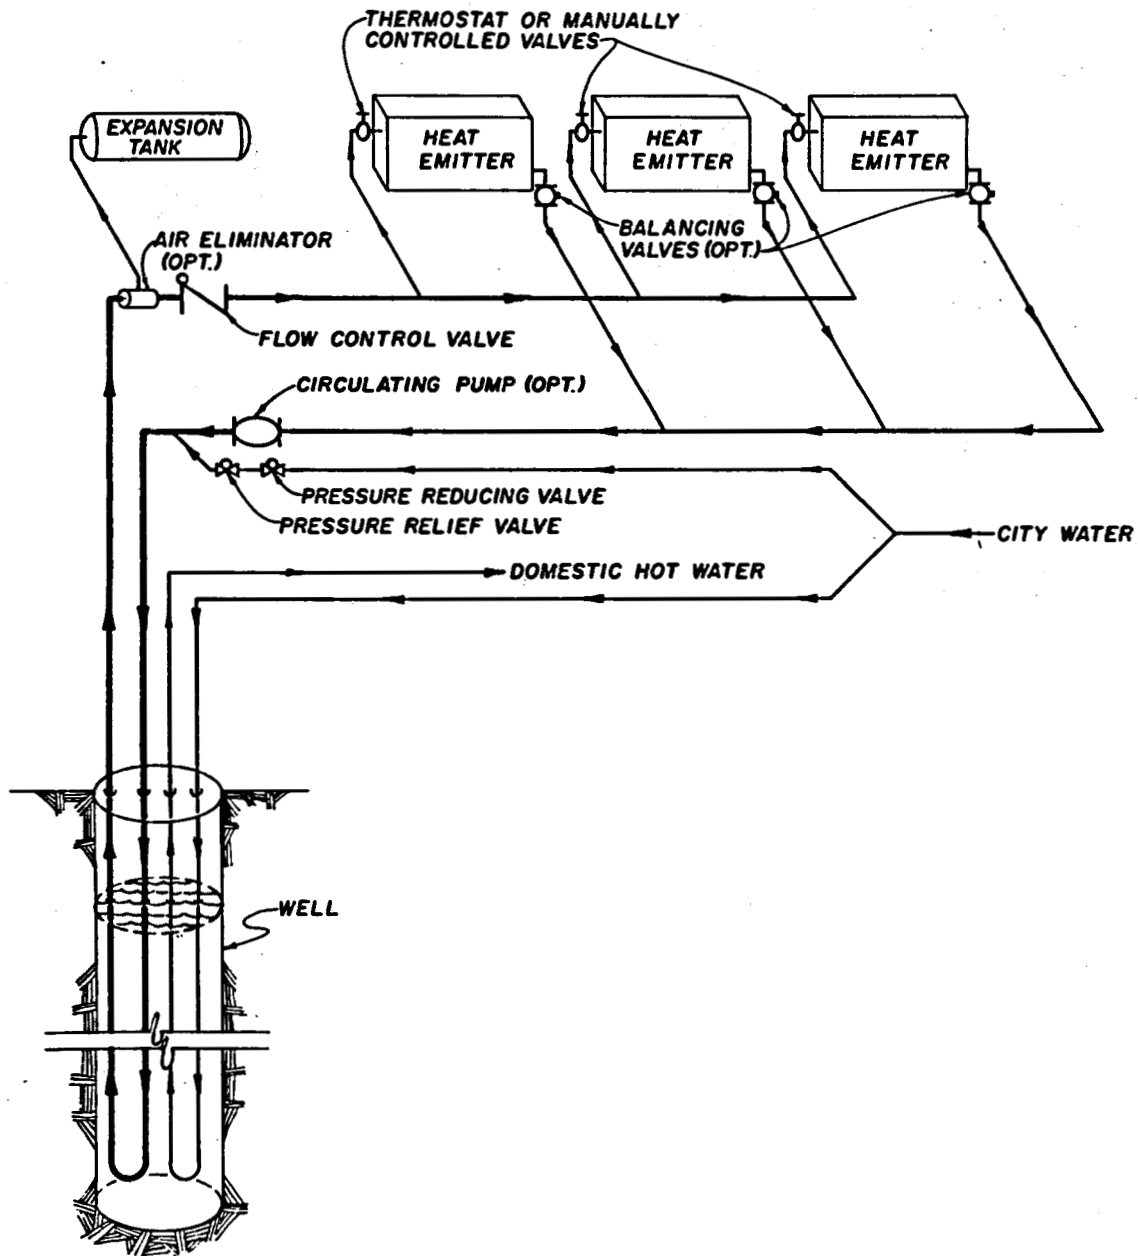 THERMOSTAT OR MANUALLY
CONTROLLED VALVES
EXPANSION
TANK
HEAT
EMITTER
HEAT
EMITTER
HEAT
EMITTER
AIR ELIMINATOR
(OPT.)
BALANCING
VALVES (OPT.)
FLOW CONTROL VALVE
CIRCULATING PUMP (OPT.)
PRESSURE REDUCING VALVE
PRESSURE RELIEF VALVE
CITY WATER
DOMESTIC HOT WATER
WELL